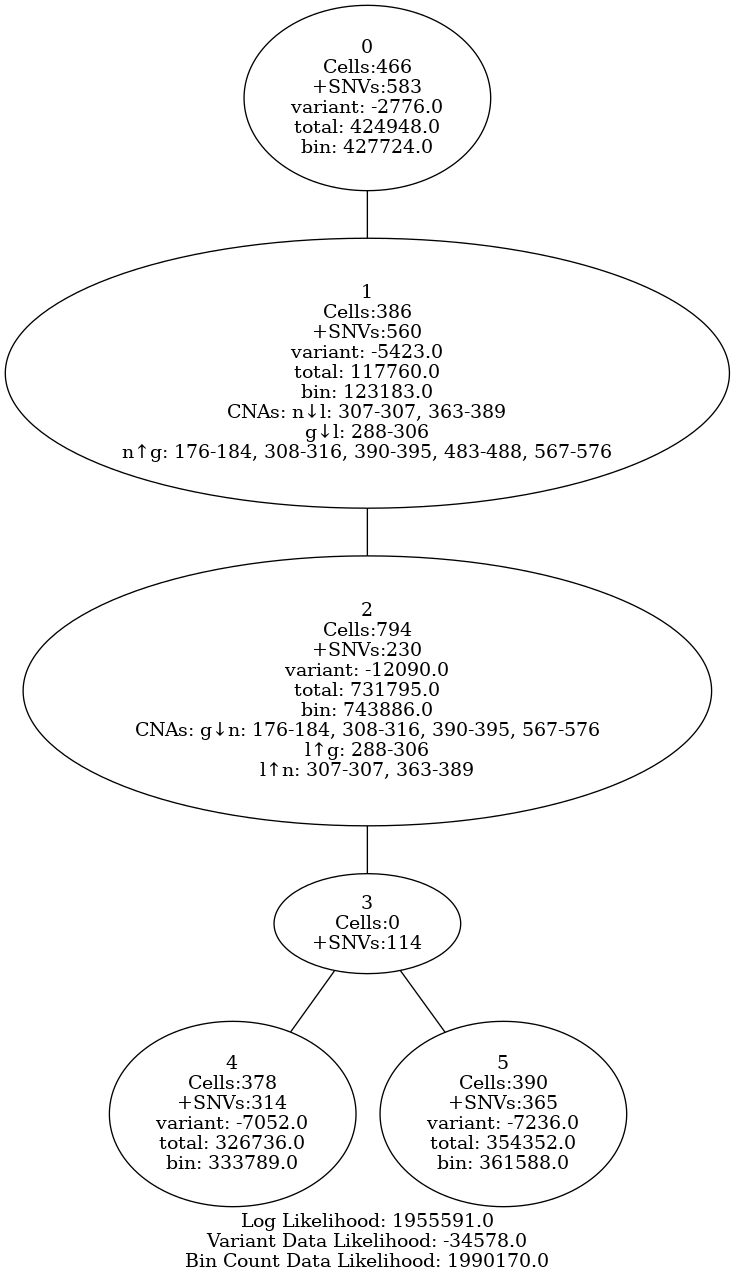 0
Cells:466
+SNVs:583
variant: -2776.0
total: 424948.0
bin: 427724.0
1
Cells:386
+SNVs:560
variant: -5423.0
total: 117760.0
bin: 123183.0
CNAs: n↓l: 307-307, 363-389
g↓l: 288-306
n↑g: 176-184, 308-316, 390-395, 483-488, 567-576
2
Cells:794
+SNVs:230
variant: -12090.0
total: 731795.0
bin: 743886.0
CNAs: g↓n: 176-184, 308-316, 390-395, 567-576
l↑g: 288-306
l↑n: 307-307, 363-389
3
Cells:0
+SNVs:114
4
Cells:378
+SNVs:314
variant: -7052.0
total: 326736.0
bin: 333789.0
5
Cells:390
+SNVs:365
variant: -7236.0
total: 354352.0
bin: 361588.0
Log Likelihood: 1955591.0
Variant Data Likelihood: -34578.0
Bin Count Data Likelihood: 1990170.0